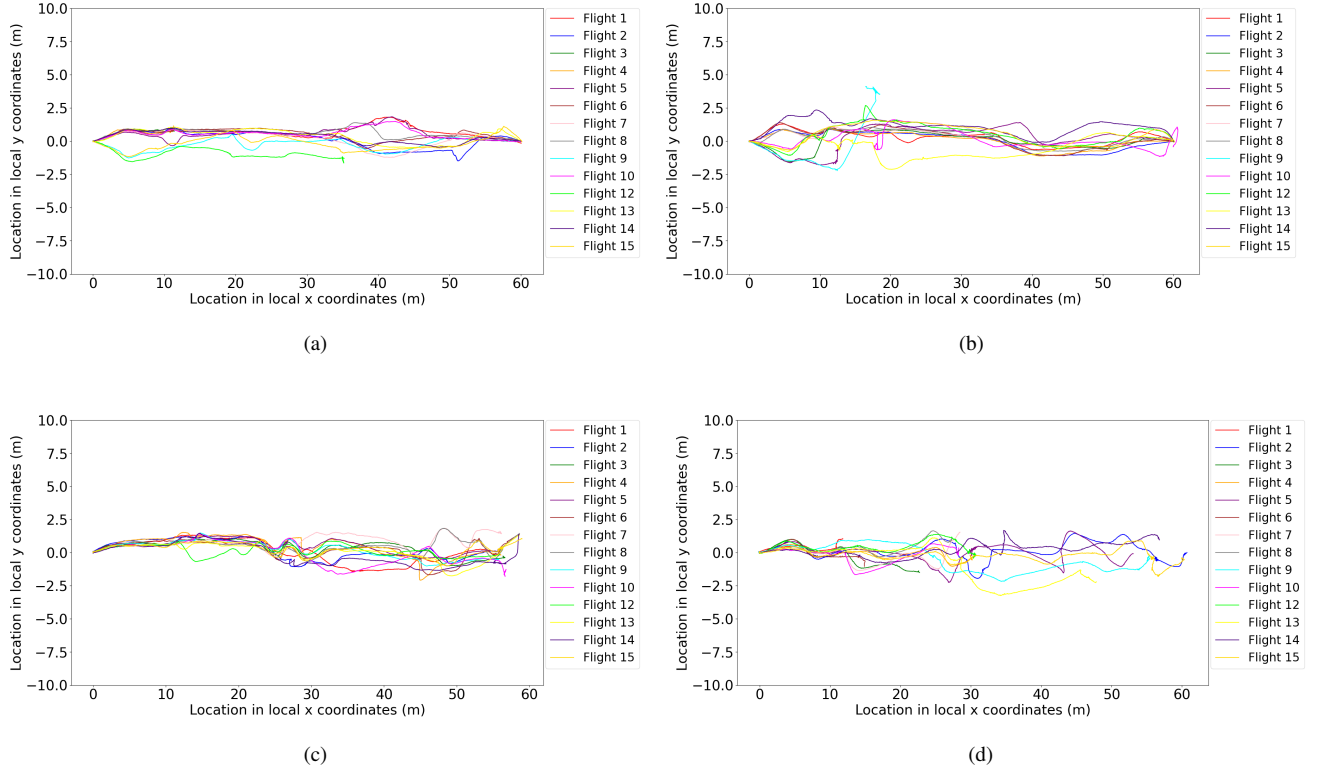 10.0
7.5
5.0
2.5
0.0
−2.5
−5.0
−7.5
−10.0
0 10 20 30 40 50 60
Location in local x coordinates (m)
Location in local y coordinates (m)
Flight 1
Flight 2
Flight 3
Flight 4
Flight 5
Flight 6
Flight 7
Flight 8
Flight 9
Flight 10
Flight 12
Flight 13
Flight 14
Flight 15
(a)
10.0
7.5
5.0
2.5
0.0
−2.5
−5.0
−7.5
−10.0
0 10 20 30 40 50 60
Location in local x coordinates (m)
Location in local y coordinates (m)
Flight 1
Flight 2
Flight 3
Flight 4
Flight 5
Flight 6
Flight 7
Flight 8
Flight 9
Flight 10
Flight 12
Flight 13
Flight 14
Flight 15
(b)
10.0
7.5
5.0
2.5
0.0
−2.5
−5.0
−7.5
−10.0
0 10 20 30 40 50 60
Location in local x coordinates (m)
Location in local y coordinates (m)
Flight 1
Flight 2
Flight 3
Flight 4
Flight 5
Flight 6
Flight 7
Flight 8
Flight 9
Flight 10
Flight 12
Flight 13
Flight 14
Flight 15
(c)
10.0
7.5
5.0
2.5
0.0
−2.5
−5.0
−7.5
−10.0
0 10 20 30 40 50 60
Location in local x coordinates (m)
Location in local y coordinates (m)
Flight 1
Flight 2
Flight 3
Flight 4
Flight 5
Flight 6
Flight 7
Flight 8
Flight 9
Flight 10
Flight 12
Flight 13
Flight 14
Flight 15
(d)